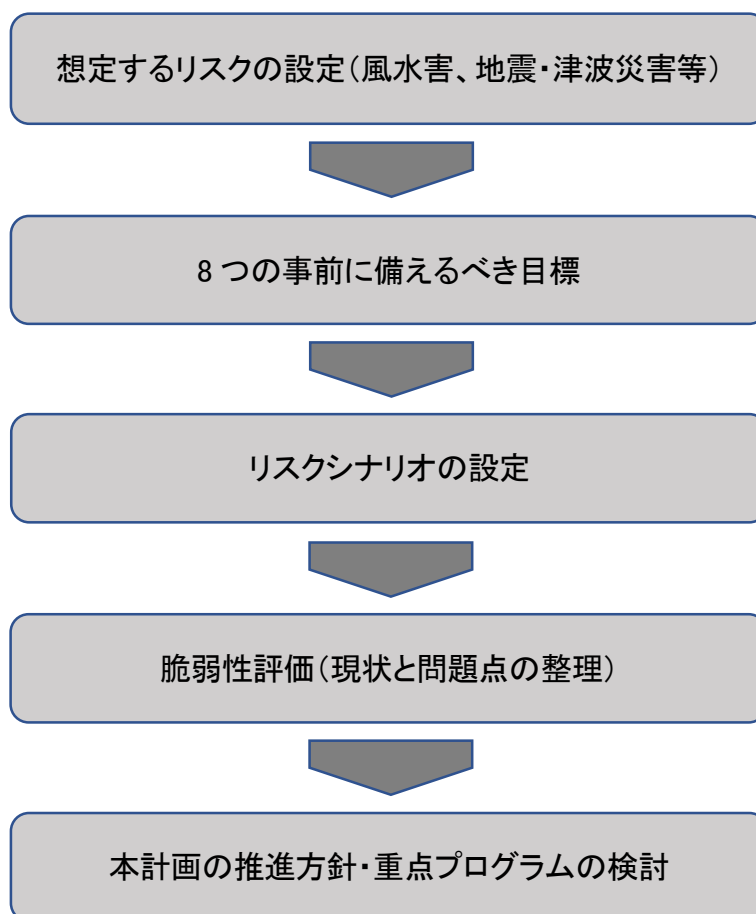 想定するリスクの設定（風水害、地震・津波災害等）
8 つの事前に備えるべき目標
リスクシナリオの設定
脆弱性評価（現状と問題点の整理）
本計画の推進方針・重点プログラムの検討